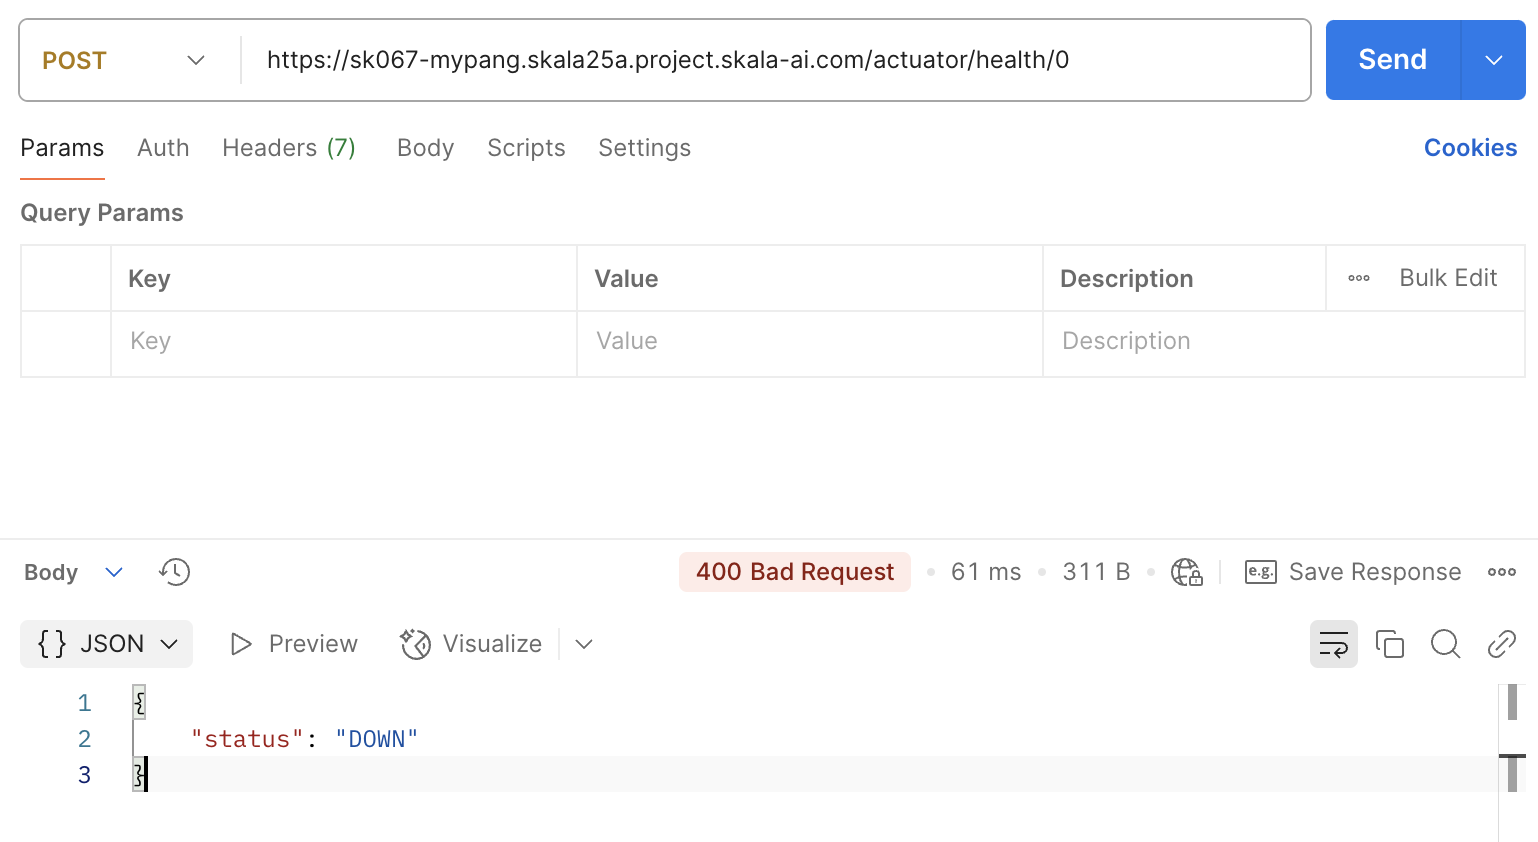 POST https://sk067-mypang.skala25a.project.skala-ai.com/actuator/health/0 Send
Params Auth Headers (7) Body Scripts Settings Cookies
Query Params
Key Value Description Bulk Edit
Key Value Description
Body 400 Bad Request 61 ms 311 B e.g. Save Response
{} JSON Preview Visualize
1 {
2 "status": "DOWN"
3 }